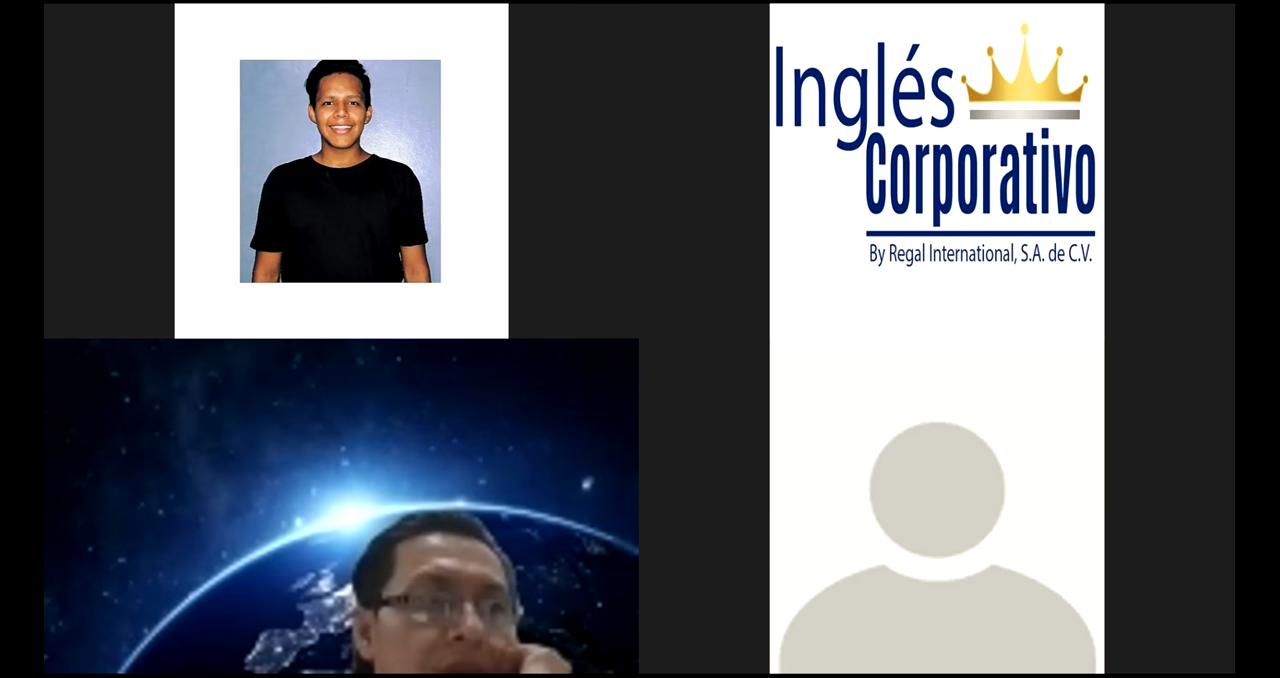 Inglés
Corporativo
By Regal International, S.A. de C.V.